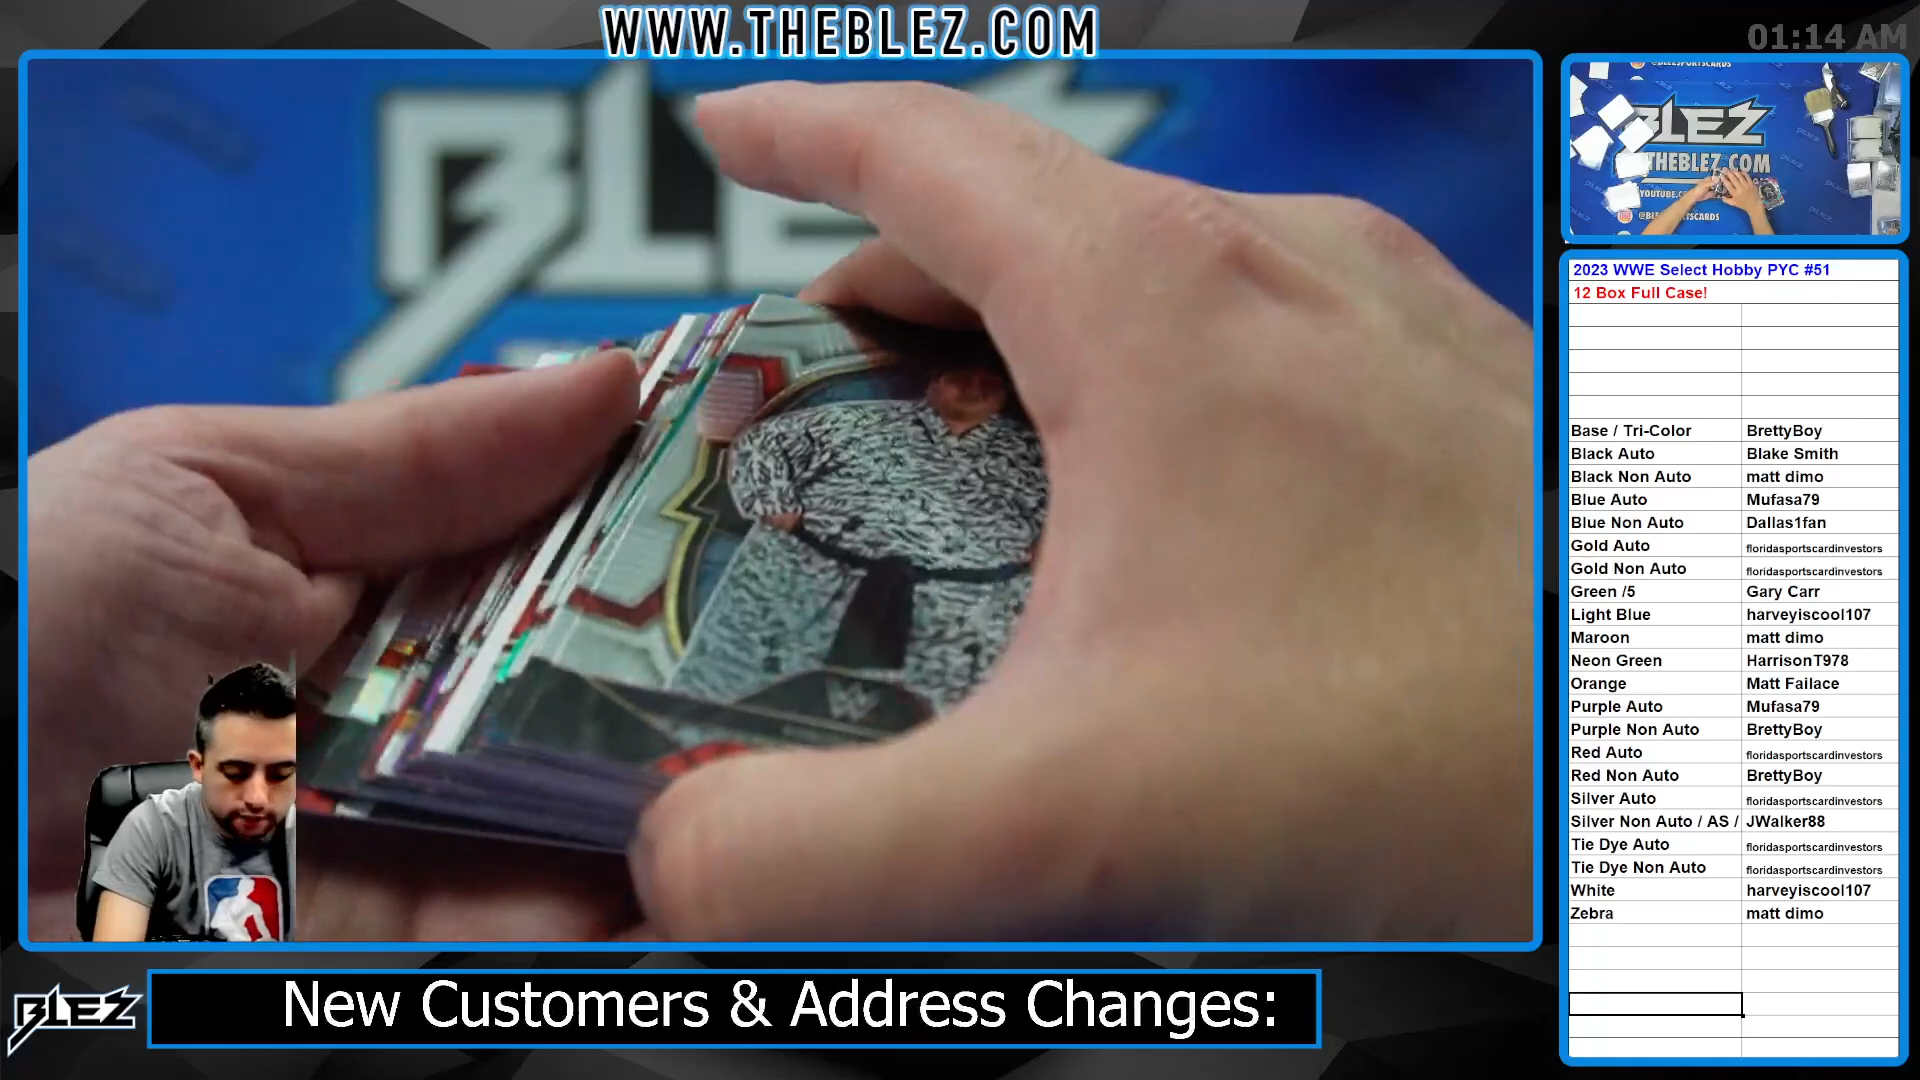 WWW.THEBLEZ.COM
01:14 AM
BLEZ
@BLEZSPORTSCARDS
BLEZ
THEBLEZ.COM
2023 WWE Select Hobby PYC #51
12 Box Full Case!
Base / Tri-Color BrettyBoy
Black Auto Blake Smith
Black Non Auto matt dimo
Blue Auto Mufasa79
Blue Non Auto Dallas1fan
Gold Auto floridasportscardinvestors
Gold Non Auto floridasportscardinvestors
Green /5 Gary Carr
Light Blue harveyiscool107
Maroon matt dimo
Neon Green HarrisonT978
Orange Matt Failace
Purple Auto Mufasa79
Purple Non Auto BrettyBoy
Red Auto floridasportscardinvestors
Red Non Auto BrettyBoy
Silver Auto floridasportscardinvestors
Silver Non Auto / AS / JWalker88
Tie Dye Auto floridasportscardinvestors
Tie Dye Non Auto floridasportscardinvestors
White harveyiscool107
Zebra matt dimo
BLEZ
New Customers & Address Changes: